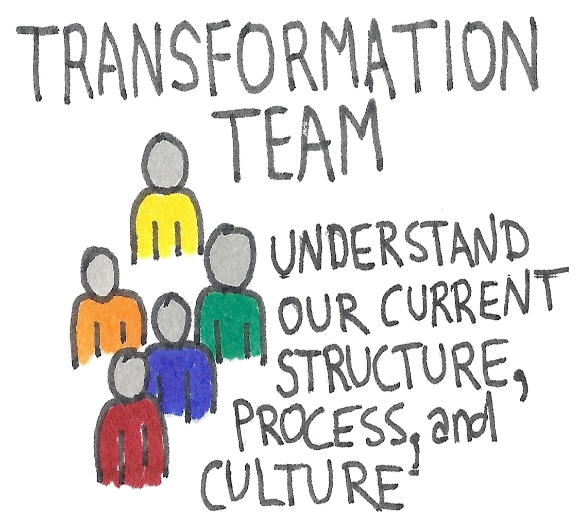 TRANSFORMATION
TEAM
UNDERSTAND
OUR CURRENT
STRUCTURE,
PROCESS, and
CULTURE